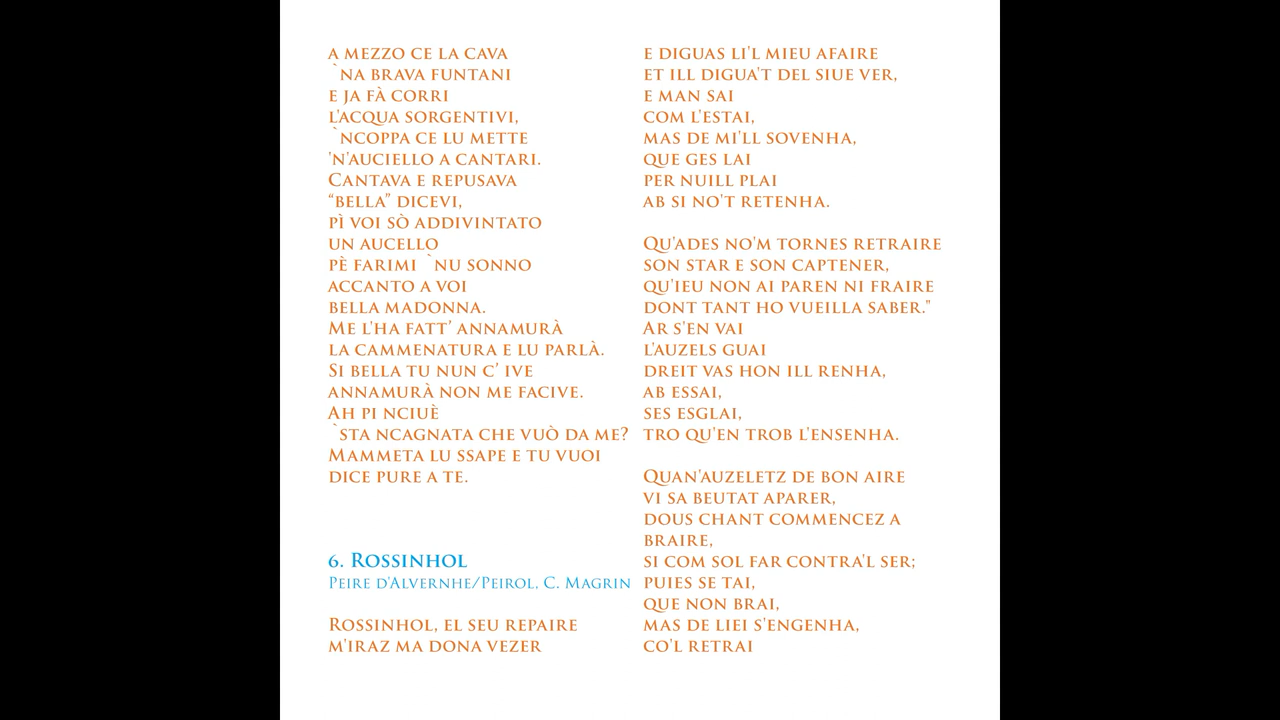 A MEZZO CE LA CAVA
`NA BRAVA FUNTANI
E JA FÀ CORRI
L'ACQUA SORGENTIVI,
`NCOPPA CE LU METTE
'N'AUCIELLO A CANTARI.
CANTAVA E REPUSAVA
“BELLA” DICEVI,
PÌ VOI SÒ ADDIVINTATO
UN AUCELLO
PÈ FARIMI `NU SONNO
ACCANTO A VOI
BELLA MADONNA.
ME L'HA FATT' ANNAMURÀ
LA CAMMENATURA E LU PARLÀ.
SI BELLA TU NUN C' IVE
ANNAMURÀ NON ME FACIVE.
AH PI NCIUÈ
`STA NCAGNATA CHE VUÒ DA ME?
MAMMETA LU SSAPE E TU VUOI
DICE PURE A TE.
6. ROSSINHOL
PEIRE D'ALVERNHE/PEIROL. C. MAGRIN
ROSSINHOL, EL SEU REPAIRE
M'IRAZ MA DONA VEZER
E DIGUAS LI'L MIEU AFAIRE
ET ILL DIGUA'T DEL SIUE VER,
E MAN SAI
COM L'ESTAI,
MAS DE MI'LL SOVENHA,
QUE GES LAI
PER NUILL PLAI
AB SI NO'T RETENHA.
QU'ADES NO'M TORNES RETRAIRE
SON STAR E SON CAPTENER,
QU'IEU NON AI PAREN NI FRAIRE
DONT TANT HO VUEILLA SABER.”
AR S'EN VAI
L'AUZELS GUAI
DREIT VAS HON ILL RENHA,
AB ESSAI,
SES ESGLAI,
TRO QU'EN TROB L'ENSENHA.
QUAN'AUZELETZ DE BON AIRE
VI SA BEUTAT APARER,
DOUS CHANT COMMENCEZ A
BRAIRE,
SI COM SOL FAR CONTRA'L SER;
PUIES SE TAI,
QUE NON BRAI,
MAS DE LIEI S'ENGENHA,
CO'L RETRAI